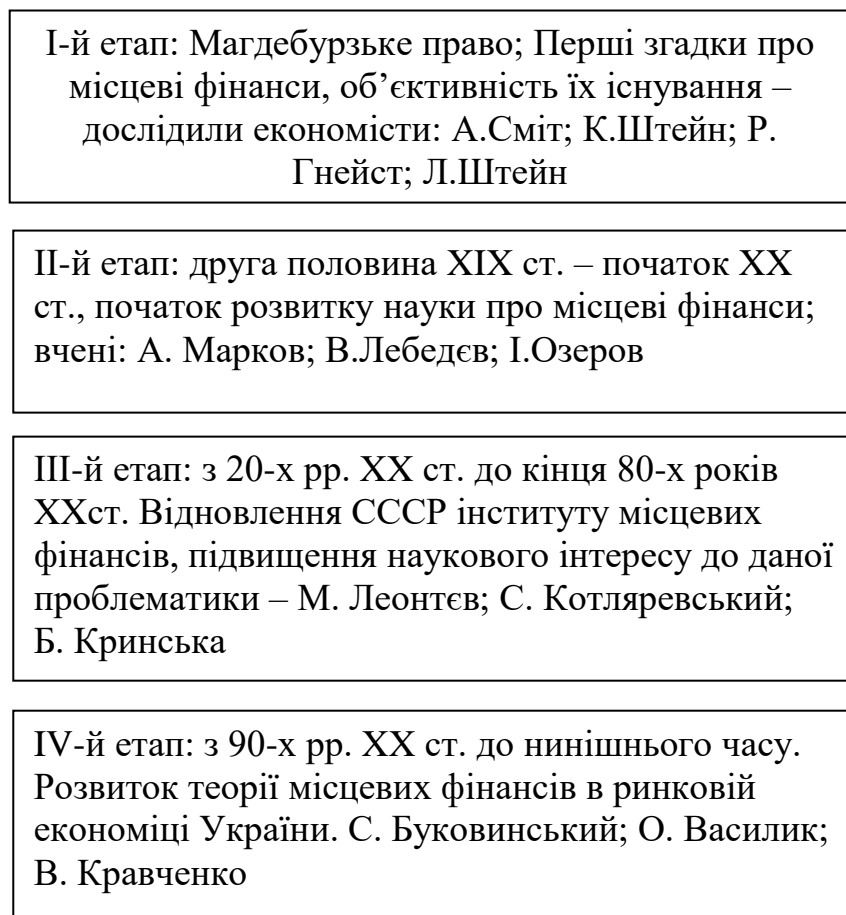 І-й етап: Магдебурзьке право; Перші згадки про
місцеві фінанси, об’єктивність їх існування –
дослідили економісти: А.Сміт; К.Штейн; Р.
Гнейст; Л.Штейн
ІІ-й етап: друга половина ХІХ ст. – початок ХХ
ст., початок розвитку науки про місцеві фінанси;
вчені: А. Марков; В.Лебедєв; І.Озеров
ІІІ-й етап: з 20-х рр. ХХ ст. до кінця 80-х років
ХХст. Відновлення СССР інституту місцевих
фінансів, підвищення наукового інтересу до даної
проблематики – М. Леонтєв; С. Котляревський;
Б. Кринська
IV-й етап: з 90-х рр. ХХ ст. до нинішнього часу.
Розвиток теорії місцевих фінансів в ринковій
економіці України. С. Буковинський; О. Василик;
В. Кравченко